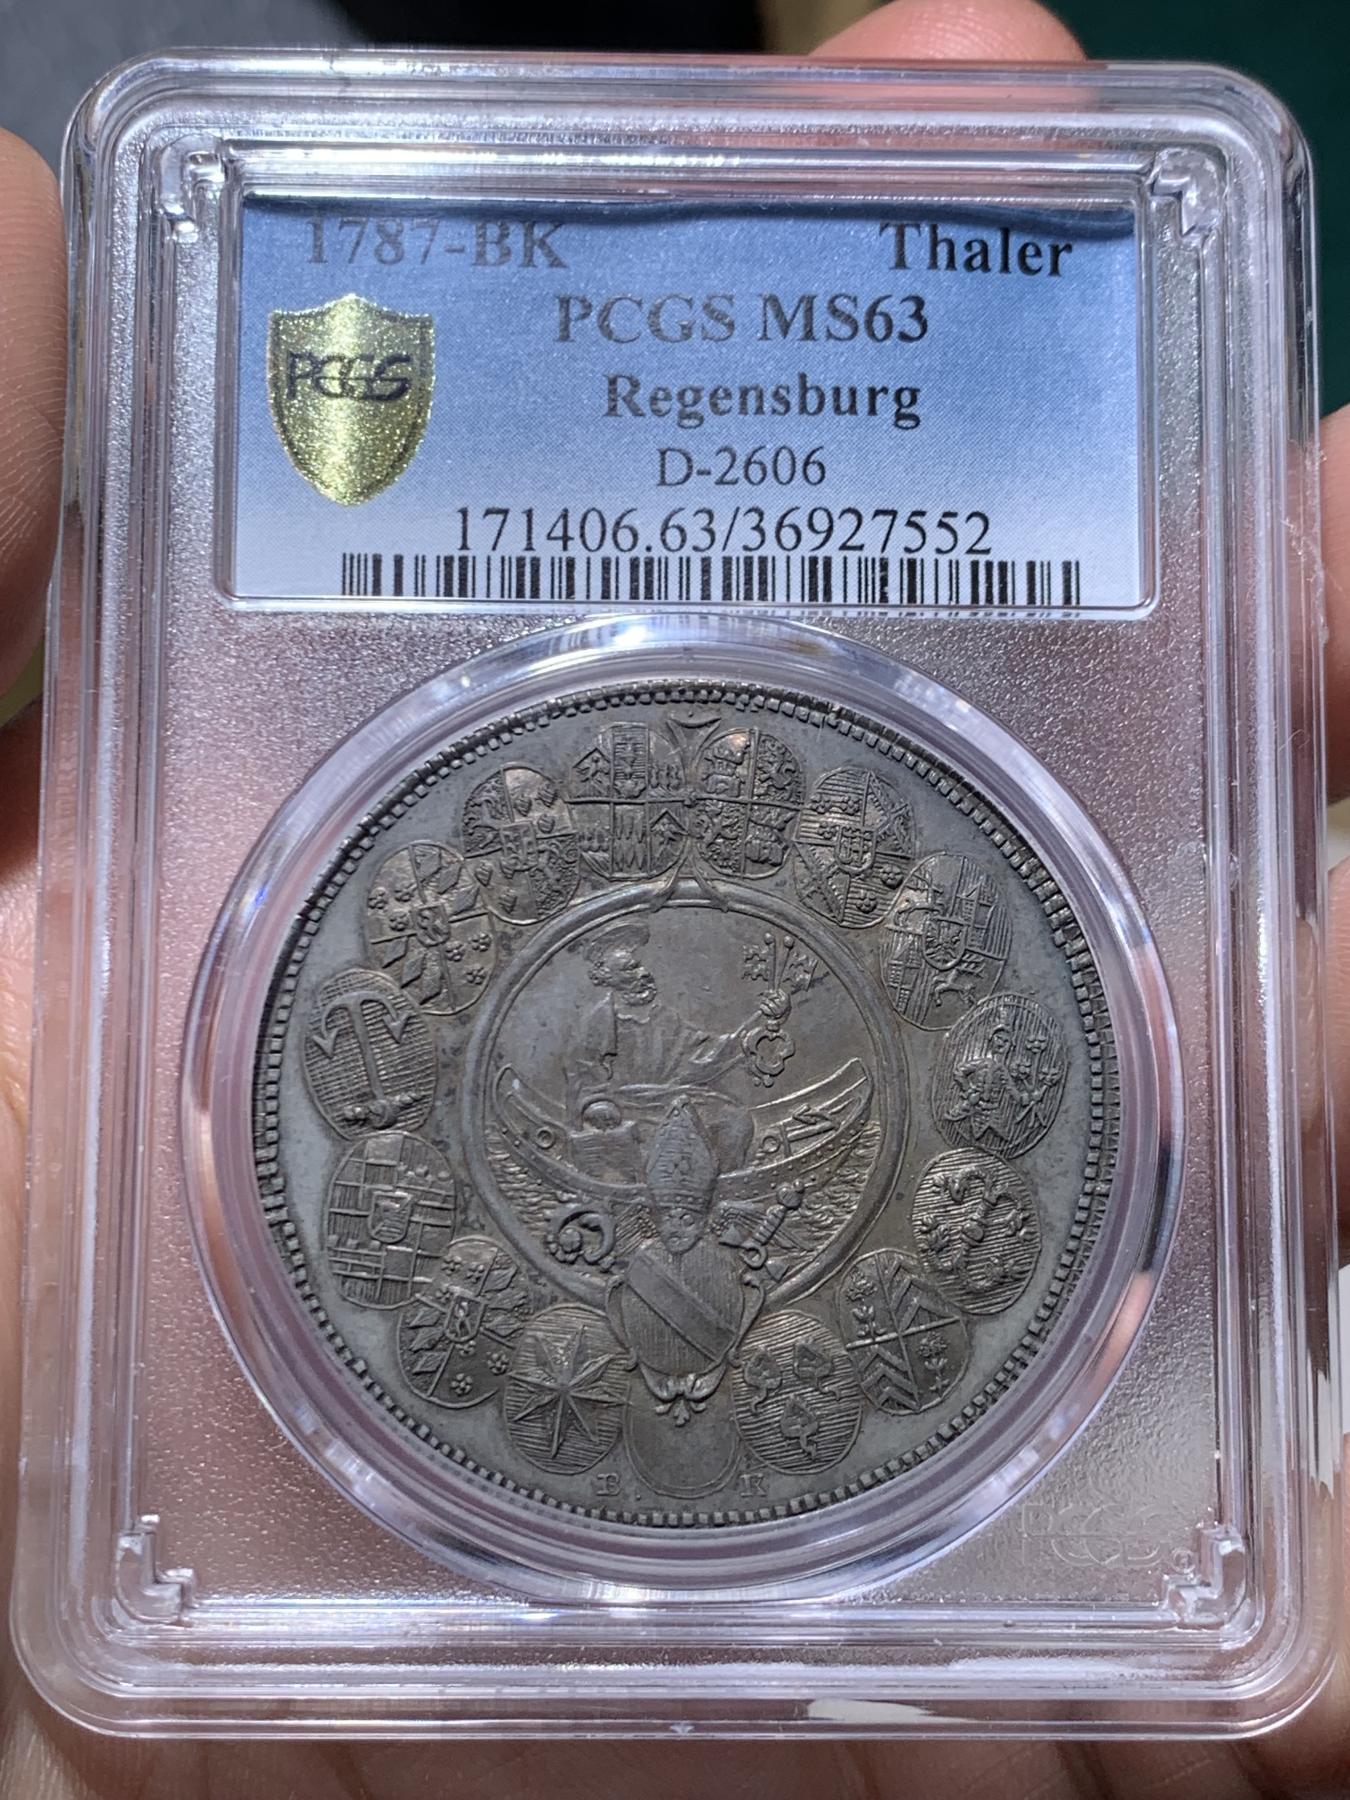 1787-BK Thaler
PCGS MS63
PCGS
Regensburg
D-2606
171406.63/36927552
B. K
PCGS